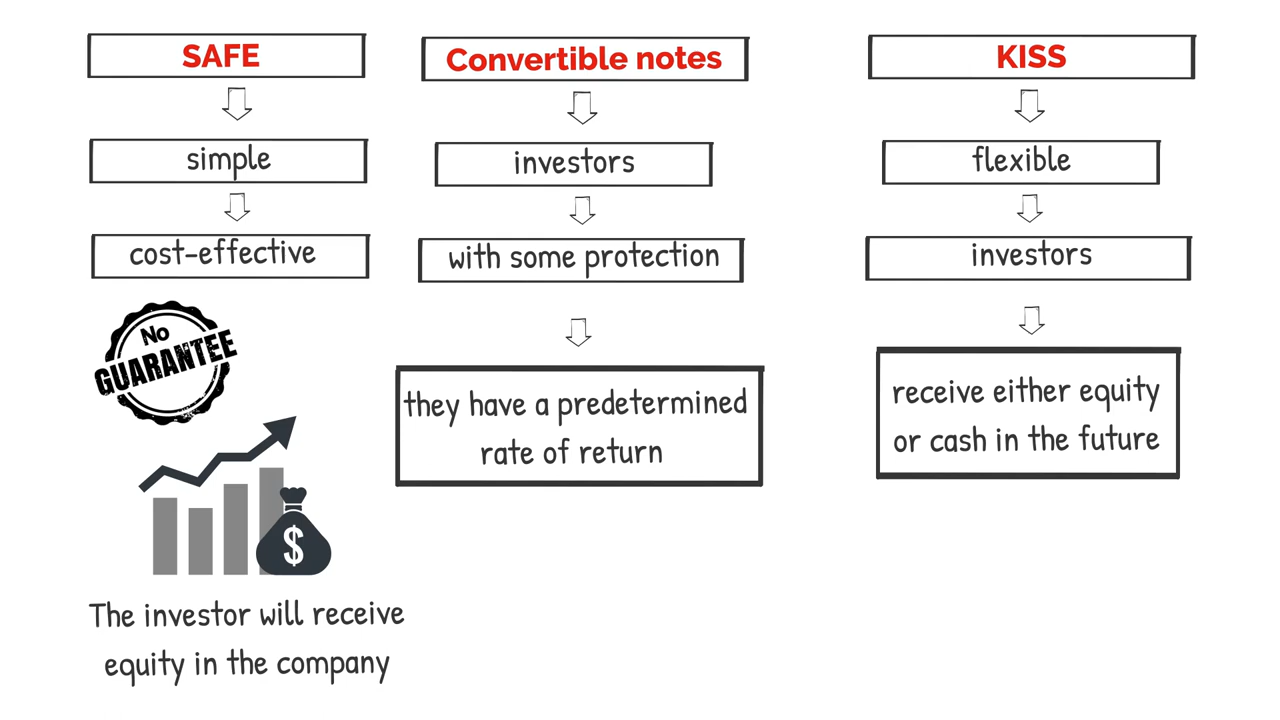 SAFE
simple
cost-effective
No
GUARANTEE
$
The investor will receive
equity in the company
Convertible notes
investors
with some protection
they have a predetermined
rate of return
KISS
flexible
investors
receive either equity
or cash in the future